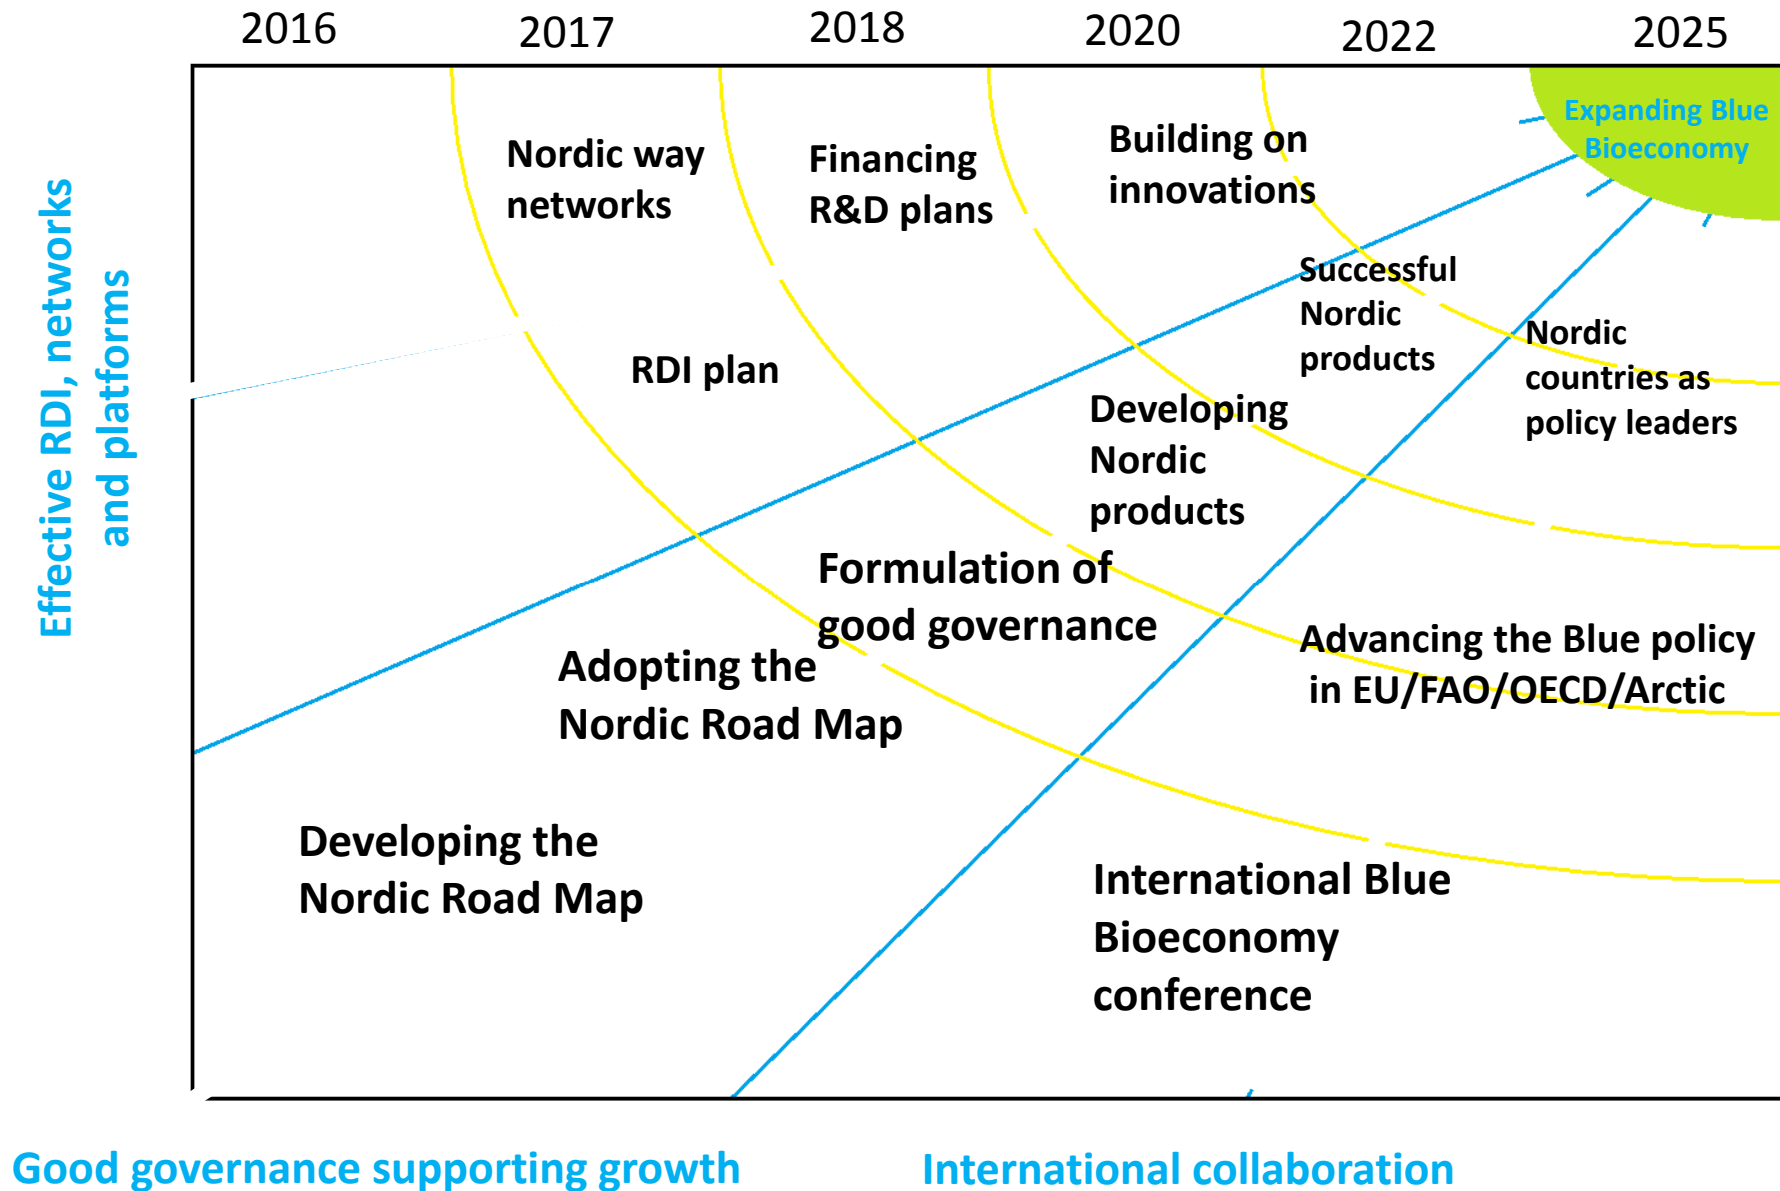 2016
2017
2018
2020
2022
2025
Expanding Blue
Bioeconomy
Effective RDI, networks
and platforms
Nordic way
networks
Financing
R&D plans
Building on
innovations
RDI plan
Successful
Nordic
products
Nordic
countries as
policy leaders
Developing
Nordic
products
Formulation of
good governance
Adopting the
Nordic Road Map
Advancing the Blue policy
in EU/FAO/OECD/Arctic
Developing the
Nordic Road Map
International Blue
Bioeconomy
conference
Good governance supporting growth
International collaboration